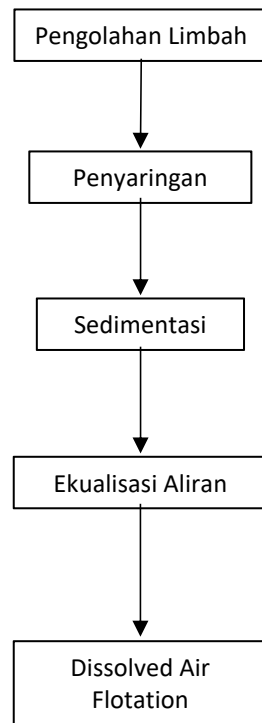 Pengolahan Limbah
Penyaringan
Sedimentasi
Ekualisasi Aliran
Dissolved Air
Flotation